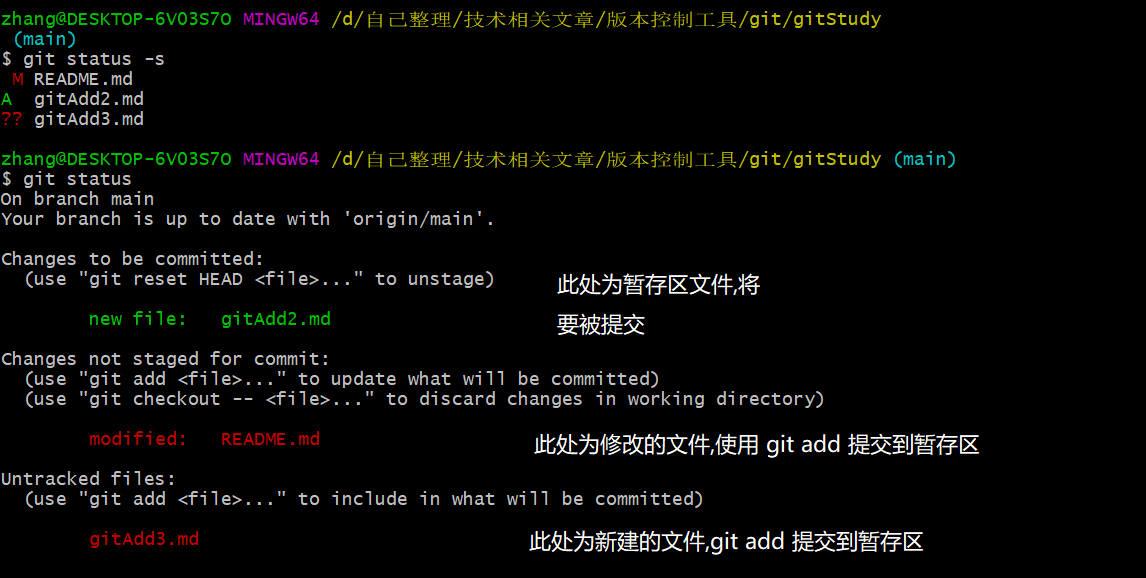 zhang@DESKTOP-6VO3S7O MINGW64 /d/自己整理/技术相关文章/版本控制工具/git/gitStudy
(main)
$ git status -s
 M README.md
A  gitAdd2.md
?? gitAdd3.md
zhang@DESKTOP-6VO3S7O MINGW64 /d/自己整理/技术相关文章/版本控制工具/git/gitStudy (main)
$ git status
On branch main
Your branch is up to date with 'origin/main'.
Changes to be committed:
(use "git reset HEAD <file>..." to unstage)
此处为暂存区文件,将
new file:   gitAdd2.md
要被提交
Changes not staged for commit:
(use "git add <file>..." to update what will be committed)
(use "git checkout -- <file>..." to discard changes in working directory)
modified:   README.md
此处为修改的文件,使用 git add 提交到暂存区
Untracked files:
(use "git add <file>..." to include in what will be committed)
gitAdd3.md
此处为新建的文件,git add 提交到暂存区